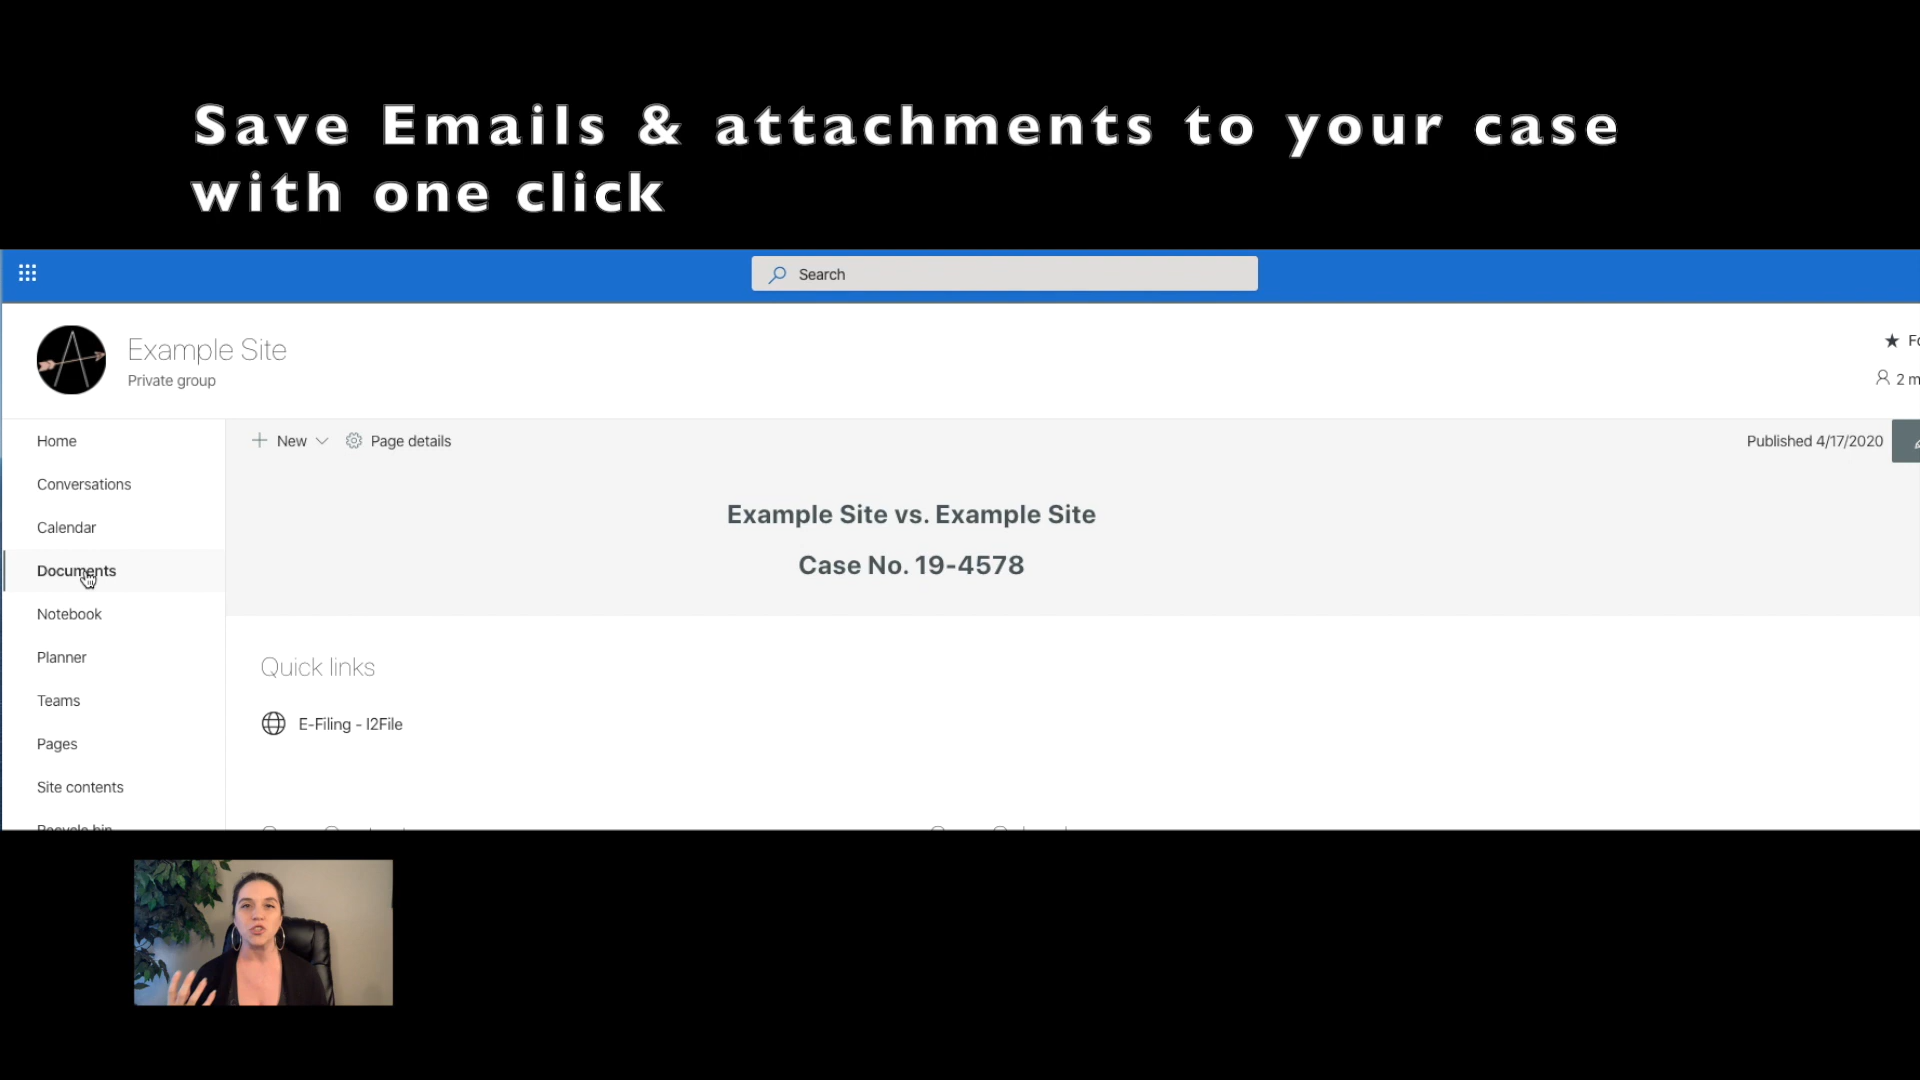 Save Emails & attachments to your case
with one click
Search
Example Site
Private group
2
Home
Conversations
Calendar
Documents
Notebook
Planner
Teams
Pages
Site contents
New
Page details
Published 4/17/2020
Example Site vs. Example Site
Case No. 19-4578
Quick links
E-Filing - I2File